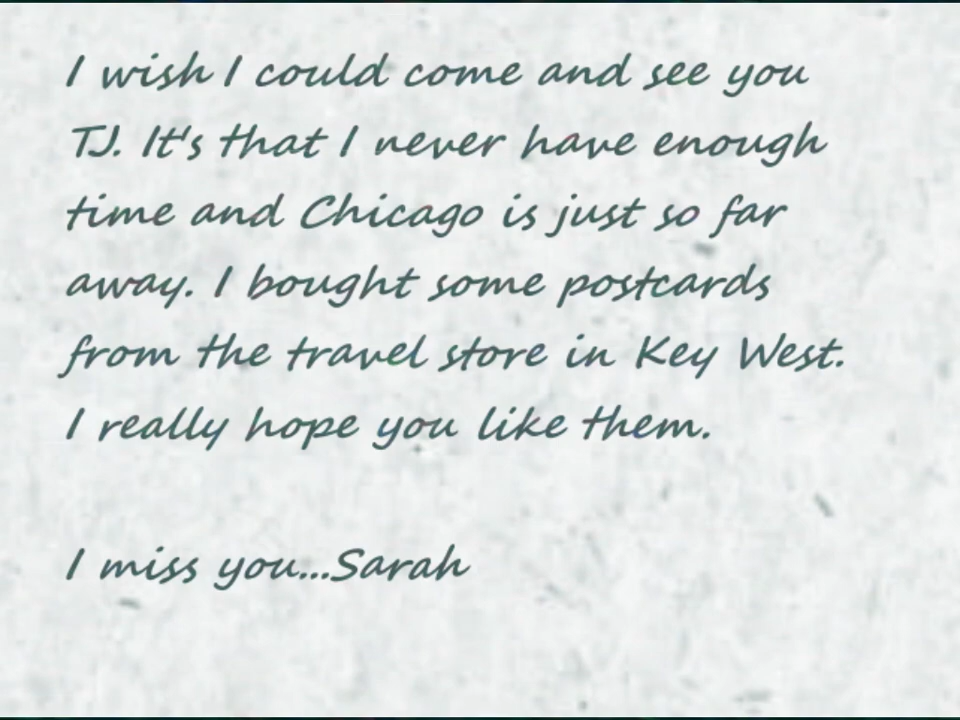 I wish I could come and see you
TJ. It's that I never have enough
time and Chicago is just so far
away. I bought some postcards
from the travel store in Key West.
I really hope you like them.
I miss you...Sarah